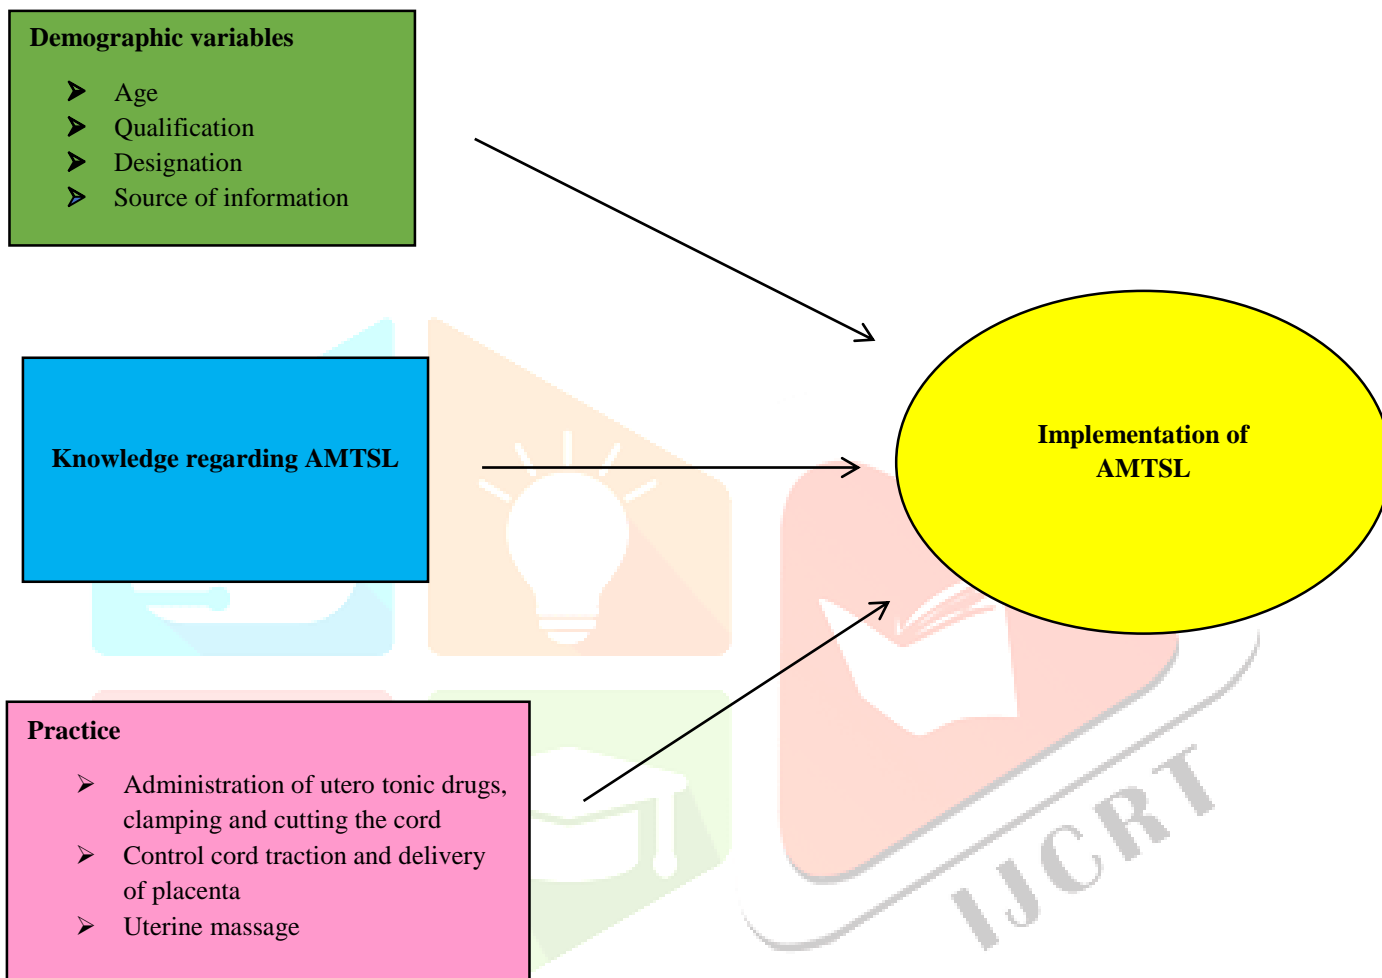 Demographic variables
➤ Age
➤ Qualification
➤ Designation
➤ Source of information
Knowledge regarding AMTSL
Implementation of
AMTSL
Practice
➤ Administration of utero tonic drugs,
clamping and cutting the cord
➤ Control cord traction and delivery
of placenta
➤ Uterine massage
IJCRT